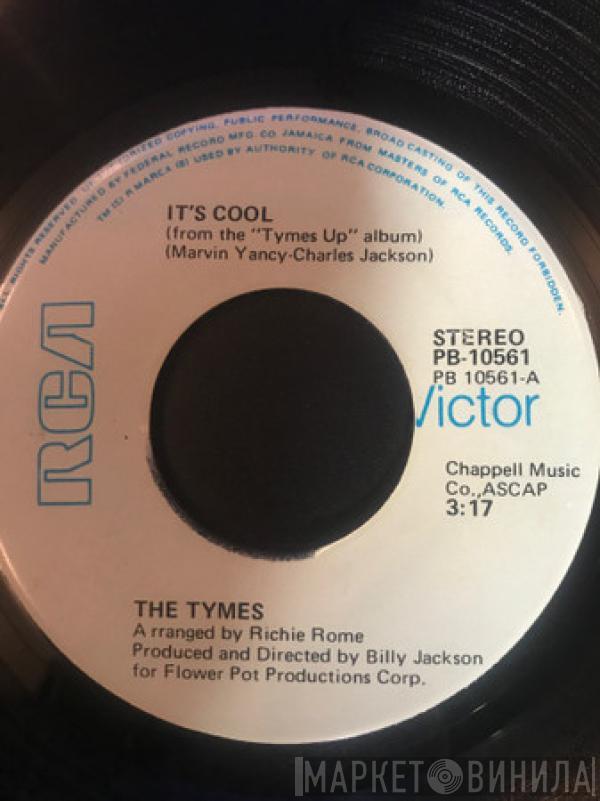 ALL RIGHTS RESERVED. UNAUTHORIZED COPYING, PUBLIC PERFORMANCE, BROAD CASTING OF THIS RECORD FORBIDDEN.
MANUFACTURED BY FEDERAL RECORD MFG. CO JAMAICA FROM MASTERS OF RCA RECORDS.
TM (S) R MARCA (S) USED BY AUTHORITY OF RCA CORPORATION.
IT'S COOL
(from the "Tymes Up" album)
(Marvin Yancy-Charles Jackson)
RCA
STEREO
PB-10561
PB 10561-A
Victor
Chappell Music
Co.,ASCAP
3:17
THE TYMES
A rranged by Richie Rome
Produced and Directed by Billy Jackson
for Flower Pot Productions Corp.
МАРКЕТ ВИНИЛА